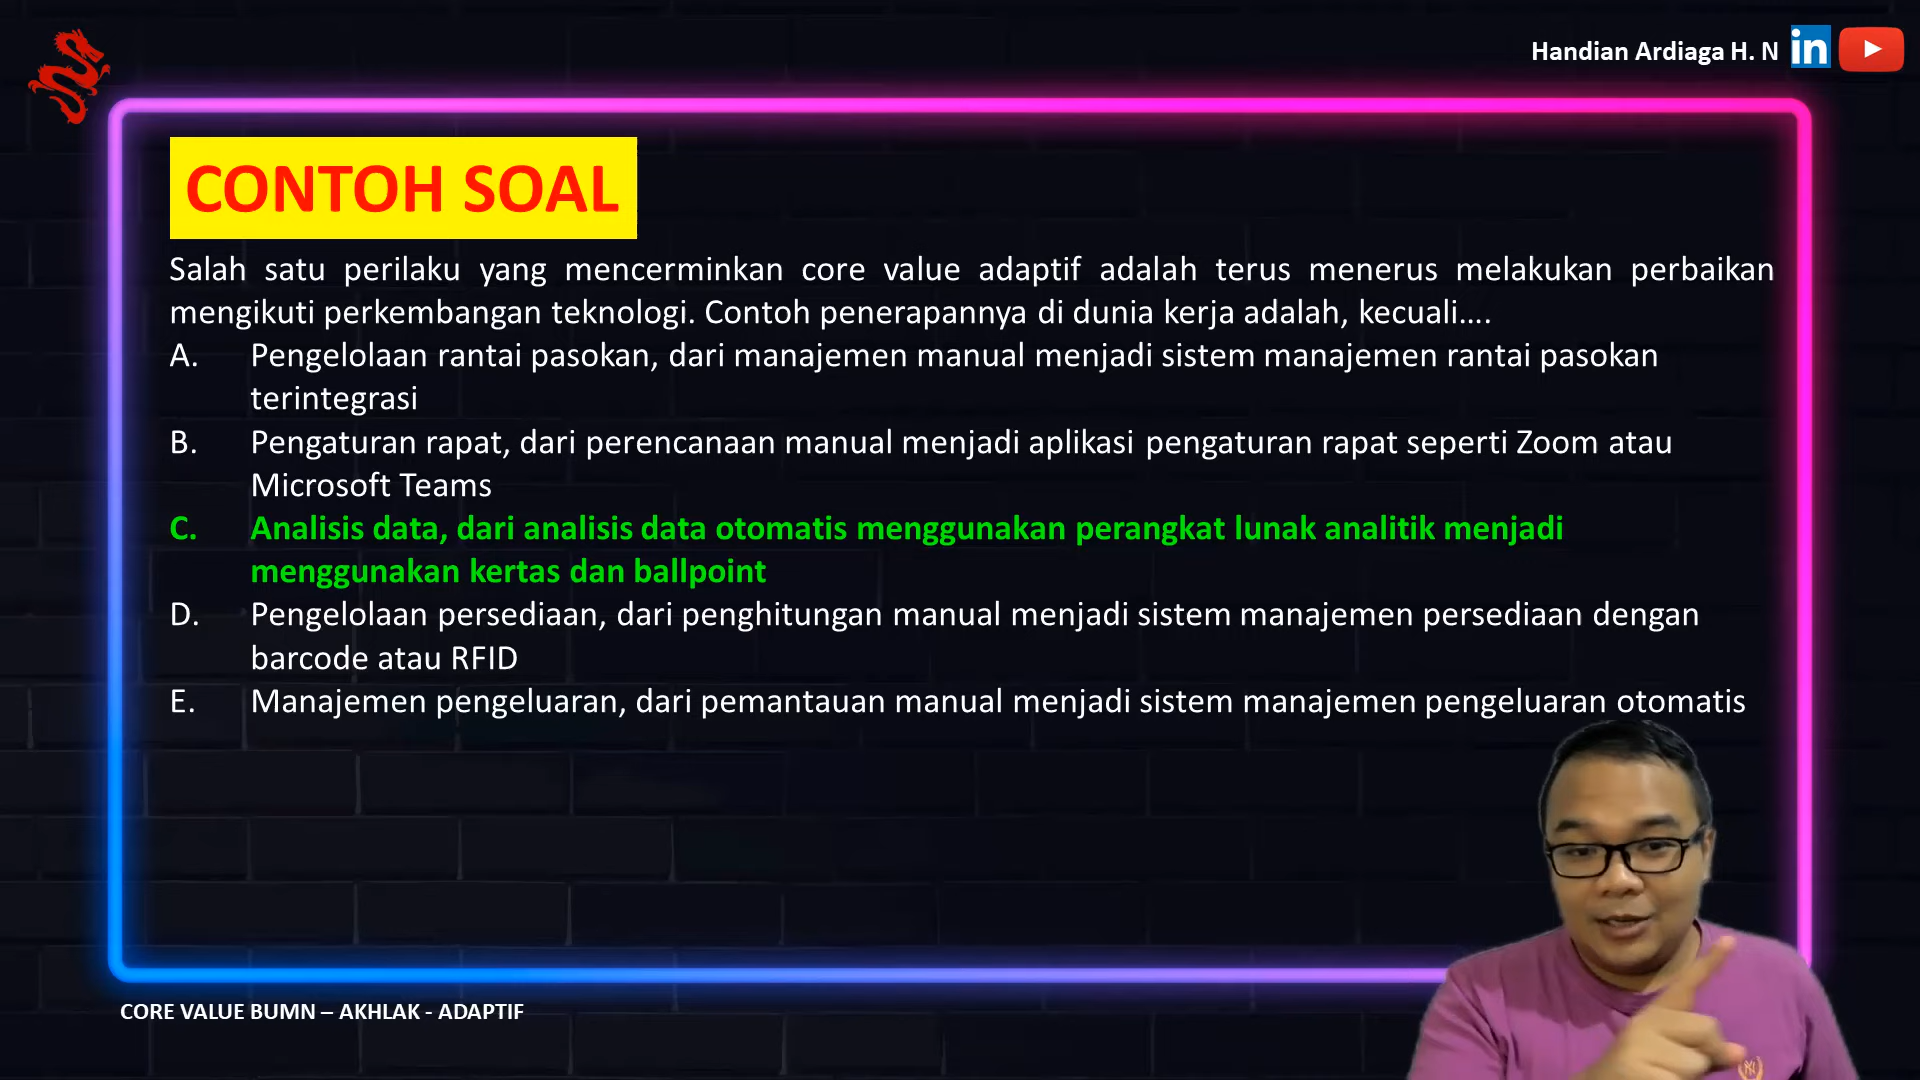 Handian Ardiaga H. N
in
CONTOH SOAL
Salah satu perilaku yang mencerminkan core value adaptif adalah terus menerus melakukan perbaikan
mengikuti perkembangan teknologi. Contoh penerapannya di dunia kerja adalah, kecuali....
A. Pengelolaan rantai pasokan, dari manajemen manual menjadi sistem manajemen rantai pasokan
terintegrasi
B. Pengaturan rapat, dari perencanaan manual menjadi aplikasi pengaturan rapat seperti Zoom atau
Microsoft Teams
C. Analisis data, dari analisis data otomatis menggunakan perangkat lunak analitik menjadi
menggunakan kertas dan ballpoint
D. Pengelolaan persediaan, dari penghitungan manual menjadi sistem manajemen persediaan dengan
barcode atau RFID
E. Manajemen pengeluaran, dari pemantauan manual menjadi sistem manajemen pengeluaran otomatis
CORE VALUE BUMN – AKHLAK - ADAPTIF